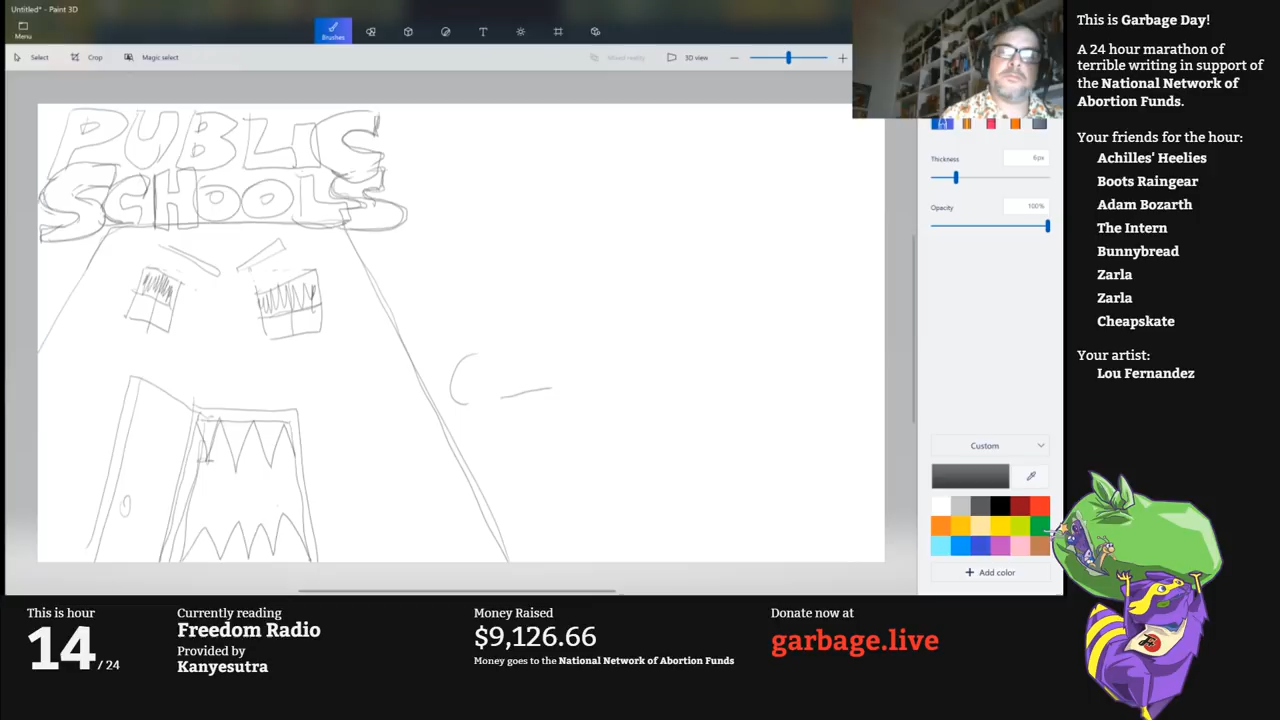 Untitled* - Paint 3D
Menu
Brushes
Select
Crop
Magic select
Mixed reality
3D view
PUBLIC
SCHOOLS
Thickness
6px
Opacity
100%
Custom
Add color
This is Garbage Day!
A 24 hour marathon of
terrible writing in support of
the National Network of
Abortion Funds.
Your friends for the hour:
Achilles' Heelies
Boots Raingear
Adam Bozarth
The Intern
Bunnybread
Zarla
Zarla
Cheapskate
Your artist:
Lou Fernandez
This is hour
14 / 24
Currently reading
Freedom Radio
Provided by
Kanyesutra
Money Raised
$9,126.66
Money goes to the National Network of Abortion Funds
Donate now at
garbage.live